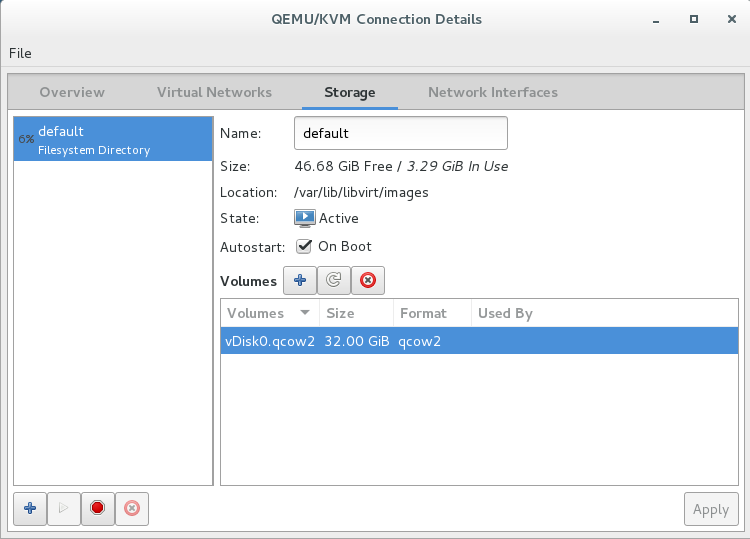 QEMU/KVM Connection Details
File
Overview Virtual Networks Storage Network Interfaces
6% default
Filesystem Directory
Name: default
Size: 46.68 GiB Free / 3.29 GiB In Use
Location: /var/lib/libvirt/images
State: Active
Autostart: On Boot
Volumes
Volumes Size Format Used By
vDisk0.qcow2 32.00 GiB qcow2
Apply